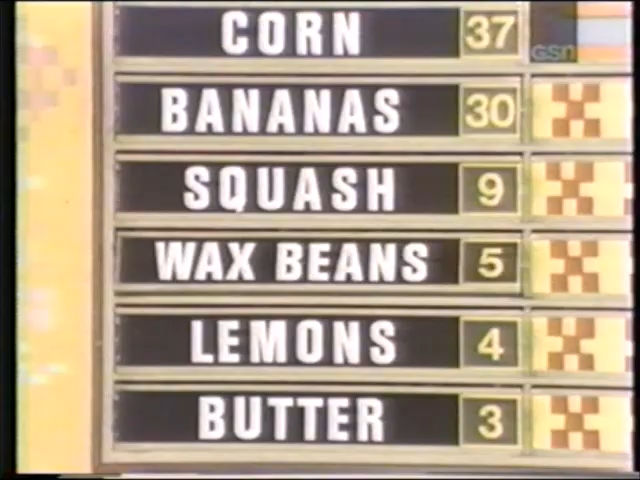 CORN 37
GSN
BANANAS 30
SQUASH 9
WAX BEANS 5
LEMONS 4
BUTTER 3